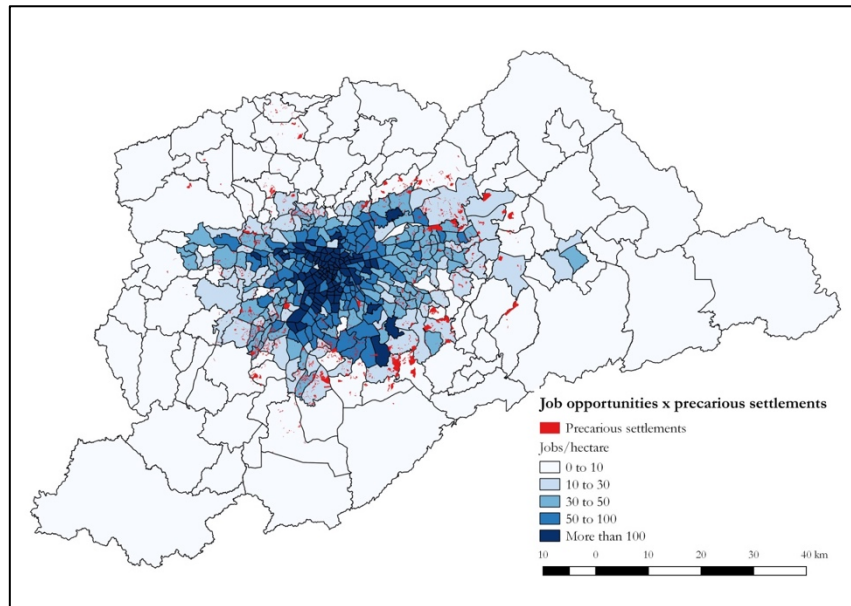 Job opportunities x precarious settlements
Precarious settlements
Jobs/hectare
0 to 10
10 to 30
30 to 50
50 to 100
More than 100
10 0 10 20 30 40 km